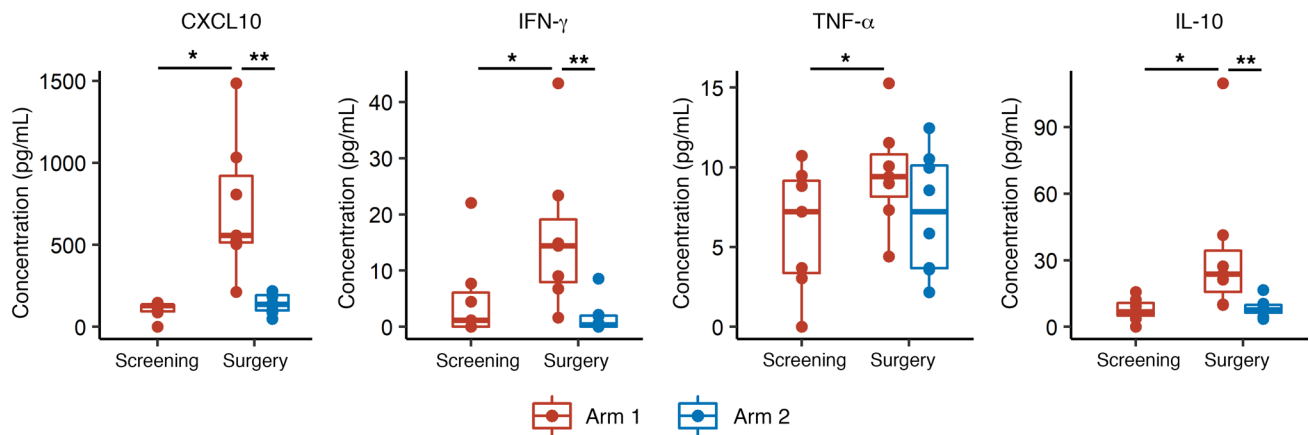 CXCL10
* **
Concentration (pg/mL)
1500
1000
500
0
Screening Surgery
IFN-γ
* **
Concentration (pg/mL)
40
30
20
10
0
Screening Surgery
TNF-α
*
Concentration (pg/mL)
15
10
5
0
Screening Surgery
IL-10
* **
Concentration (pg/mL)
90
60
30
0
Screening Surgery
Arm 1 Arm 2